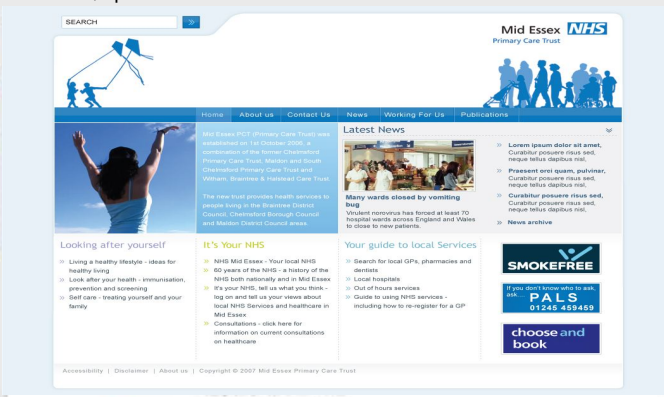 SEARCH
Mid Essex NHS
Primary Care Trust
Home About us Contact Us News Working For Us Publications
Mid Essex PCT (Primary Care Trust) was
established on 1st October 2006, a
combination of the former Chelmsford
Primary Care Trust, Maldon and South
Chelmsford Primary Care Trust and
Witham, Braintree & Halstead Care Trust.
The new trust provides health services to
people living in the Braintree District
Council, Chelmsford Borough Council
and Maldon District Council areas.
Latest News
Many wards closed by vomiting
bug
Virulent norovirus has forced at least 70
hospital wards across England and Wales
to close to new patients.
Lorem ipsum dolor sit amet,
Curabitur posuere risus sed,
neque tellus dapibus nisl,
Praesent orci quam, pulvinar,
Curabitur posuere risus sed,
neque tellus dapibus nisl,
Curabitur posuere risus sed,
neque tellus dapibus nisl,
News archive
Looking after yourself
Living a healthy lifestyle - ideas for
healthy living
Look after your health - immunisation,
prevention and screening
Self care - treating yourself and your
family
It's Your NHS
NHS Mid Essex - Your local NHS
60 years of the NHS - a history of the
NHS both nationally and in Mid Essex
It's your NHS, tell us what you think -
log on and tell us your views about
local NHS Services and healthcare in
Mid Essex
Consultations - click here for
information on current consultations
on healthcare
Your guide to local Services
Search for local GPs, pharmacies and
dentists
Local hospitals
Out of hours services
Guide to using NHS services -
including how to re-register for a GP
SMOKEFREE
If you don't know who to ask,
ask.... PALS
01245 459459
choose and
book
Accessibility | Disclaimer | About us | Copyright © 2007 Mid Essex Primary Care Trust